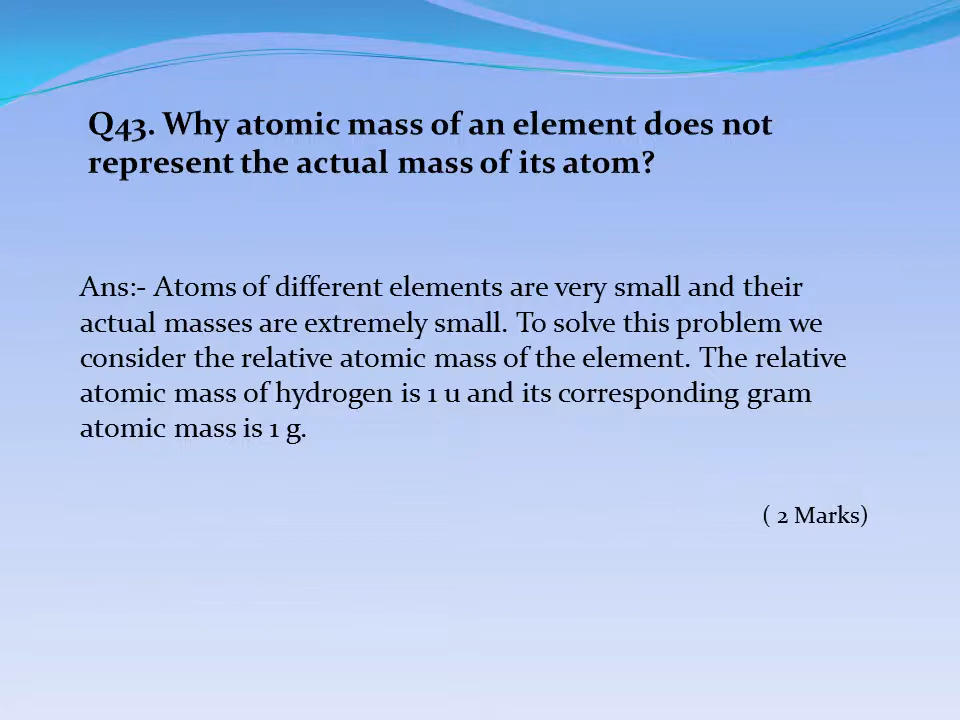 Q43. Why atomic mass of an element does not
represent the actual mass of its atom?
Ans:- Atoms of different elements are very small and their
actual masses are extremely small. To solve this problem we
consider the relative atomic mass of the element. The relative
atomic mass of hydrogen is 1 u and its corresponding gram
atomic mass is 1 g.
( 2 Marks)